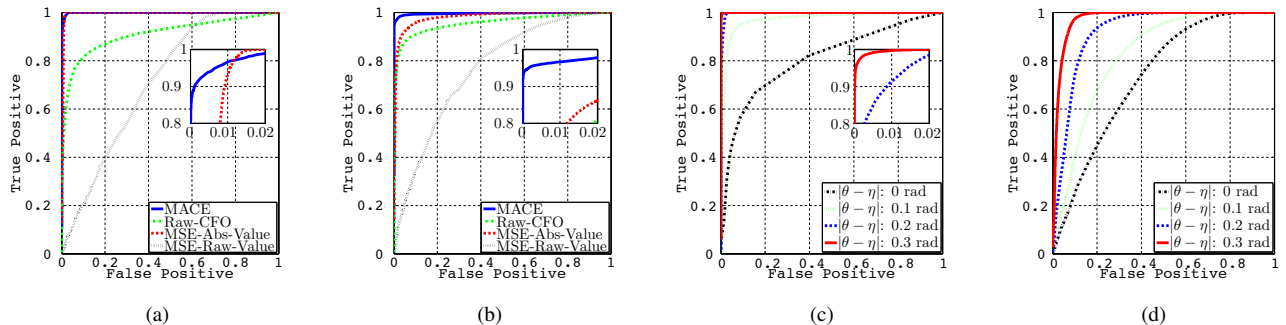 1
0.8
0.6
0.4
0.2
0
0 0.2 0.4 0.6 0.8 1
True Positive
False Positive
1
0.9
0.8
0 0.01 0.02
MACE
Raw-CFO
MSE-Abs-Value
MSE-Raw-Value
(a)
1
0.8
0.6
0.4
0.2
0
0 0.2 0.4 0.6 0.8 1
True Positive
False Positive
1
0.9
0.8
0 0.01 0.02
MACE
Raw-CFO
MSE-Abs-Value
MSE-Raw-Value
(b)
1
0.8
0.6
0.4
0.2
0
0 0.2 0.4 0.6 0.8 1
True Positive
False Positive
1
0.9
0.8
0 0.01 0.02
|θ − η|: 0 rad
|θ − η|: 0.1 rad
|θ − η|: 0.2 rad
|θ − η|: 0.3 rad
(c)
1
0.8
0.6
0.4
0.2
0
0 0.2 0.4 0.6 0.8 1
True Positive
False Positive
|θ − η|: 0 rad
|θ − η|: 0.1 rad
|θ − η|: 0.2 rad
|θ − η|: 0.3 rad
(d)